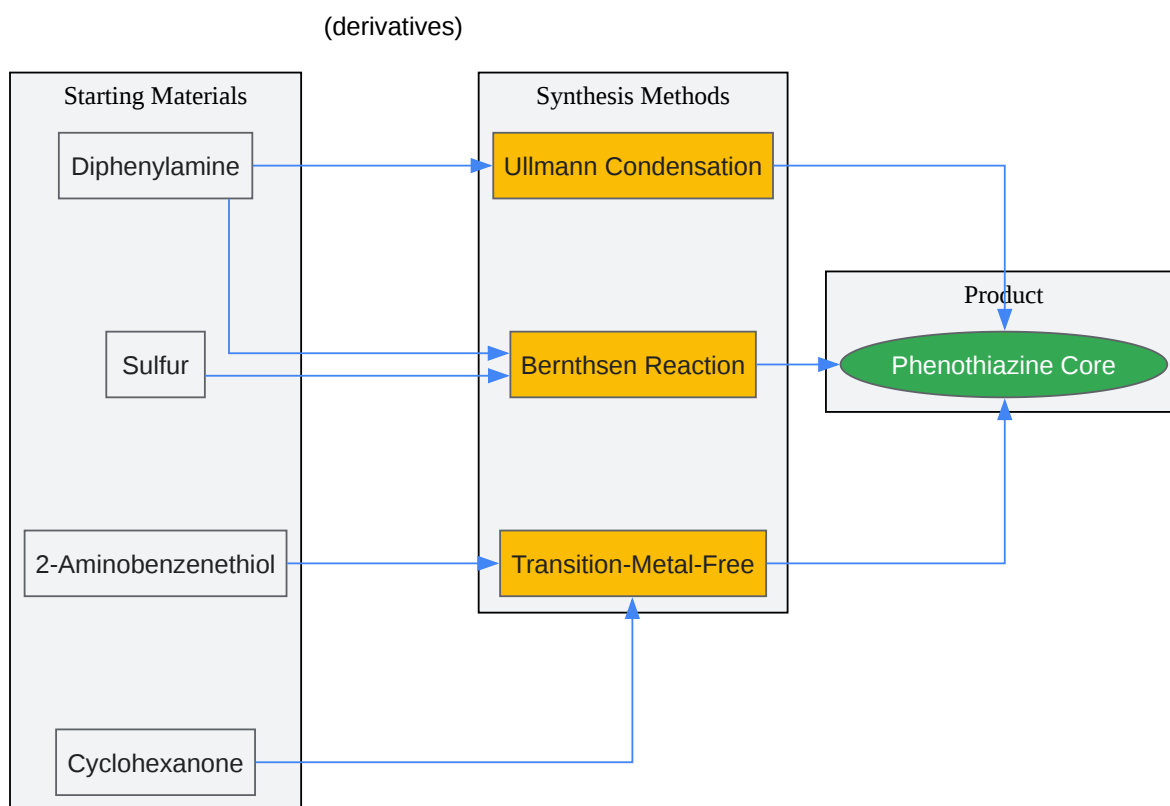 (derivatives)
Starting Materials
Synthesis Methods
Diphenylamine
Ullmann Condensation
Product
Sulfur
Bernthsen Reaction
Phenothiazine Core
2-Aminobenzenethiol
Transition-Metal-Free
Cyclohexanone